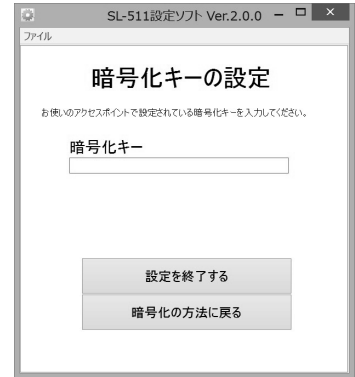 SL-511設定ソフト Ver.2.0.0
ファイル
暗号化キーの設定
お使いのアクセスポイントで設定されている暗号化キーを入力してください。
暗号化キー
設定を終了する
暗号化の方法に戻る